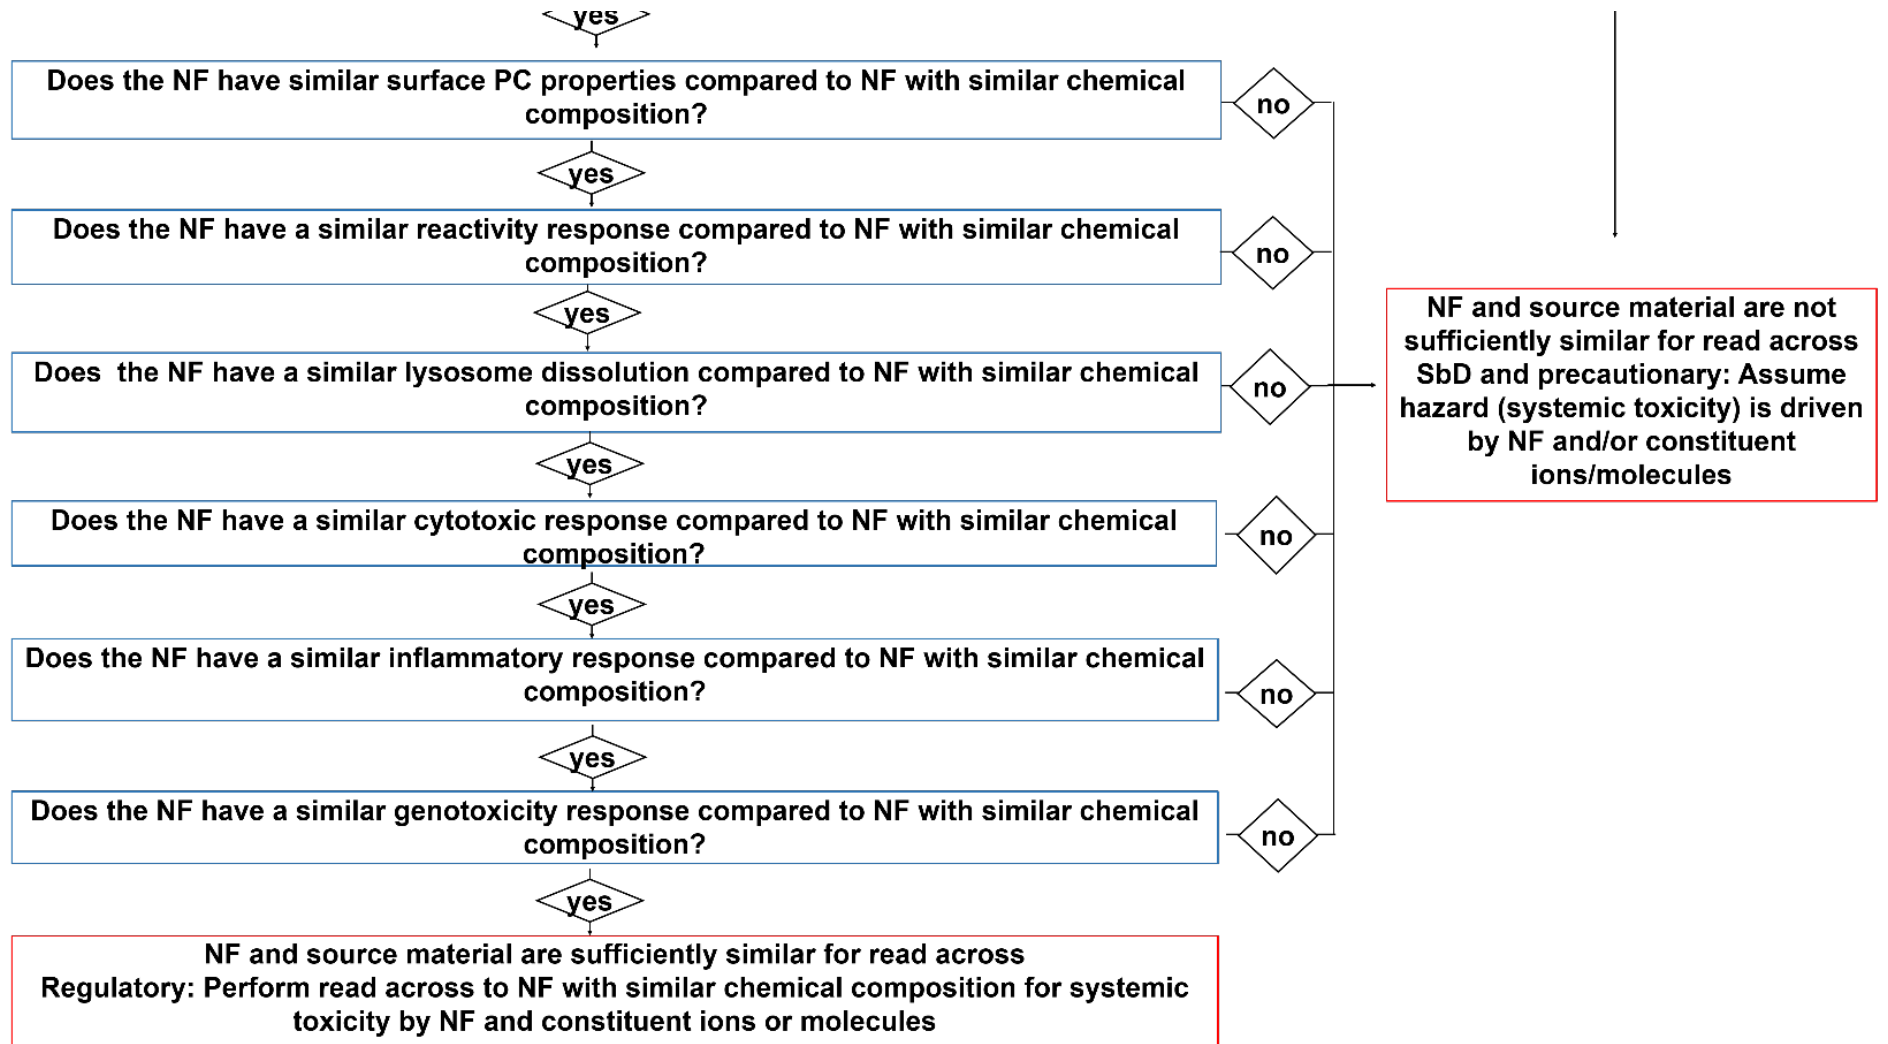 yes
Does the NF have similar surface PC properties compared to NF with similar chemical
composition?
no
yes
Does the NF have a similar reactivity response compared to NF with similar chemical
composition?
no
yes
Does the NF have a similar lysosome dissolution compared to NF with similar chemical
composition?
no
NF and source material are not
sufficiently similar for read across
SbD and precautionary: Assume
hazard (systemic toxicity) is driven
by NF and/or constituent
ions/molecules
yes
Does the NF have a similar cytotoxic response compared to NF with similar chemical
composition?
no
yes
Does the NF have a similar inflammatory response compared to NF with similar chemical
composition?
no
yes
Does the NF have a similar genotoxicity response compared to NF with similar chemical
composition?
no
yes
NF and source material are sufficiently similar for read across
Regulatory: Perform read across to NF with similar chemical composition for systemic
toxicity by NF and constituent ions or molecules